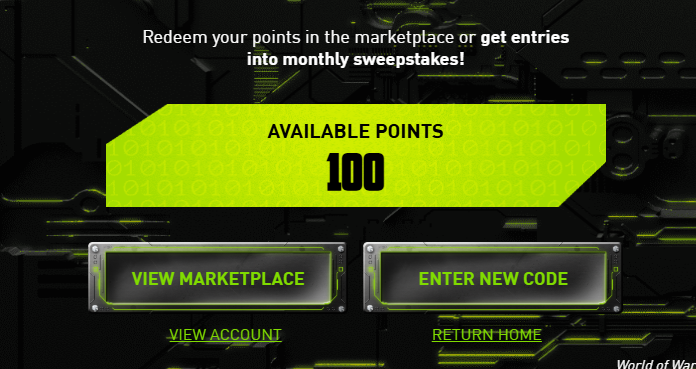 Redeem your points in the marketplace or get entries
into monthly sweepstakes!
AVAILABLE POINTS
100
VIEW MARKETPLACE
ENTER NEW CODE
VIEW ACCOUNT
RETURN HOME
World of War